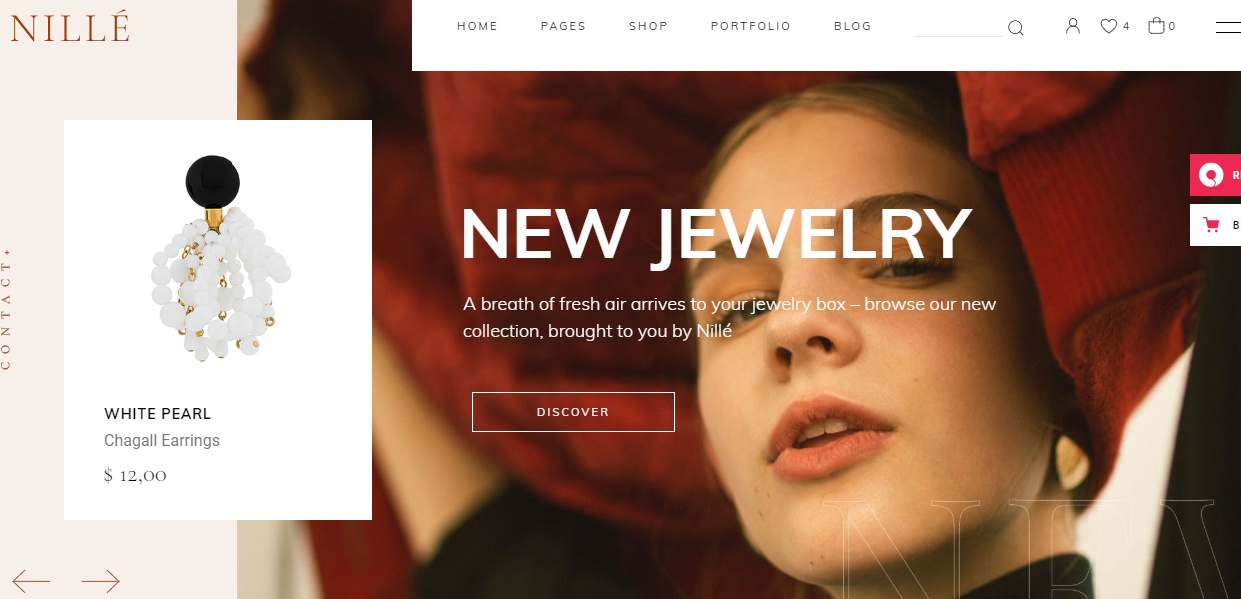 NILLÉ
HOME PAGES SHOP PORTFOLIO BLOG
4
0
CONTACT+
WHITE PEARL
Chagall Earrings
$ 12,00
NEW JEWELRY
A breath of fresh air arrives to your jewelry box – browse our new
collection, brought to you by Nillé
DISCOVER
NEW